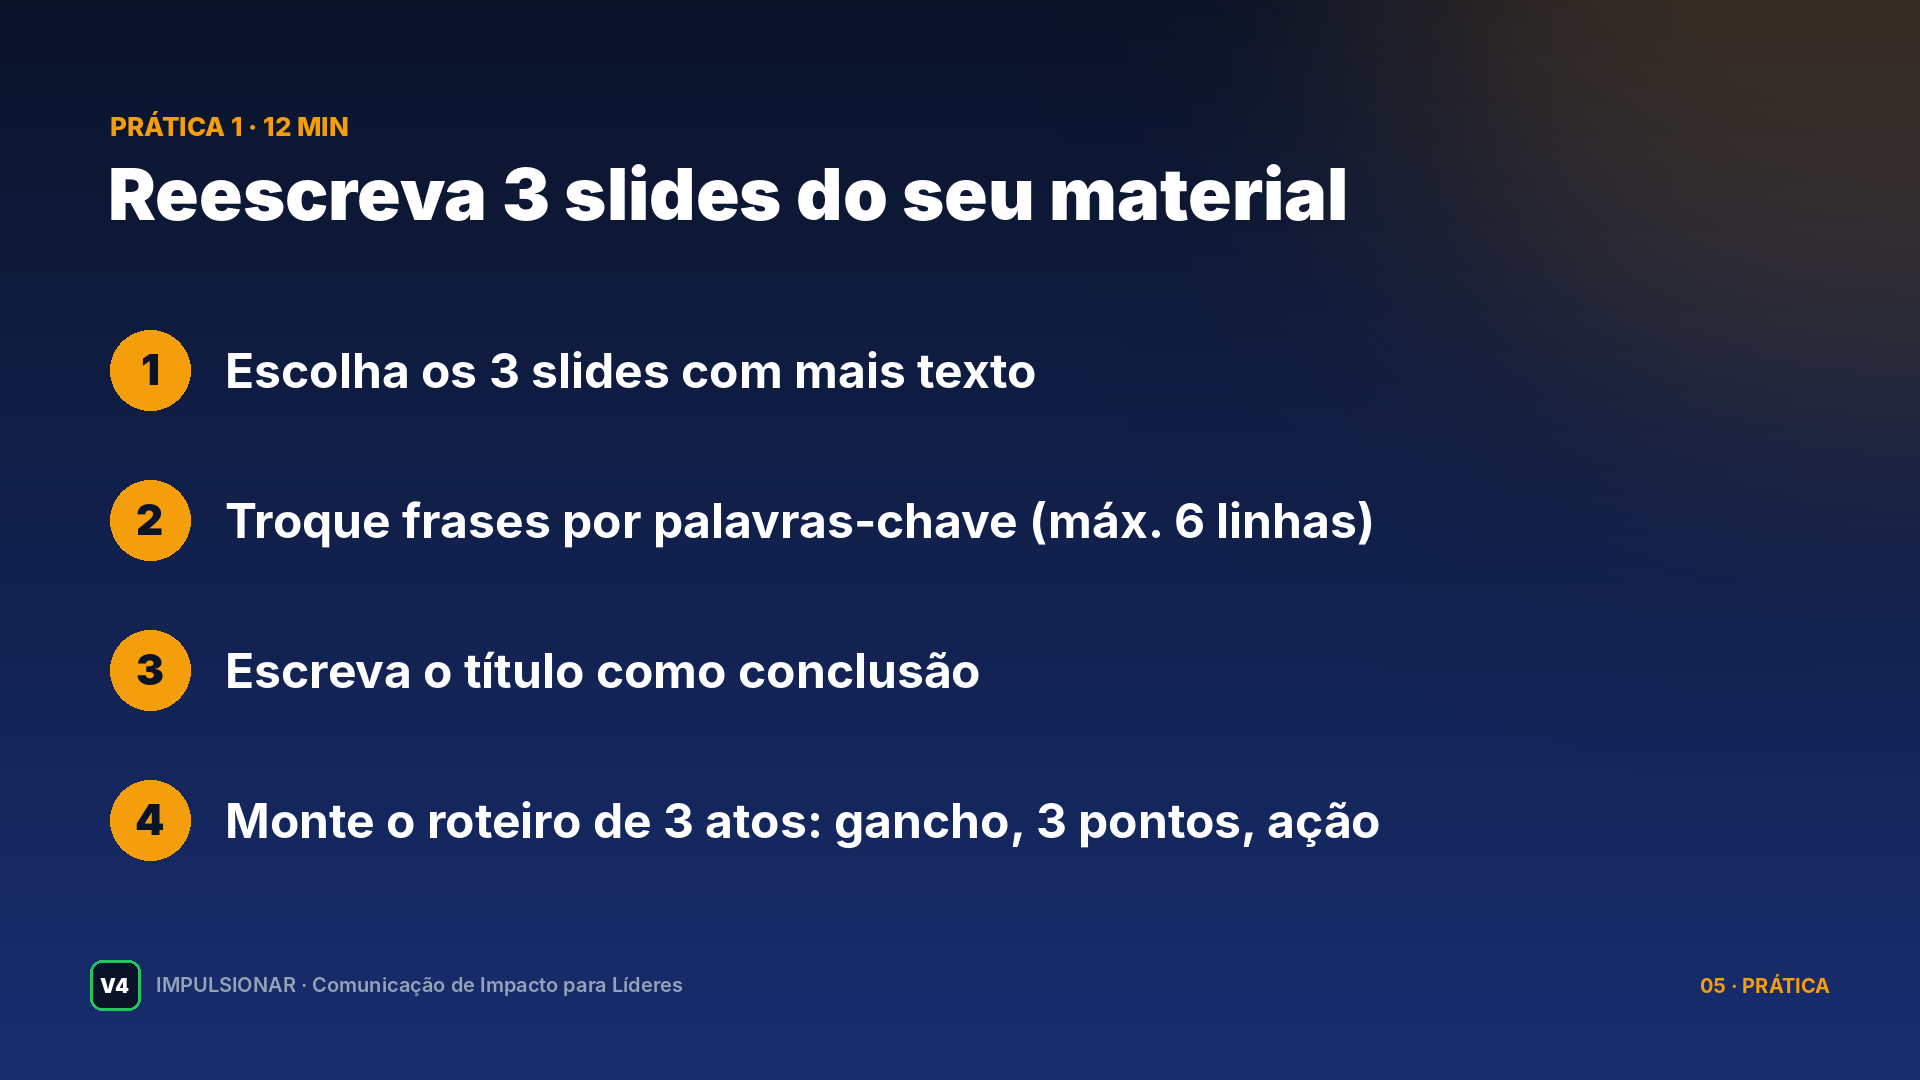 PRÁTICA 1 · 12 MIN
Reescreva 3 slides do seu material
1 Escolha os 3 slides com mais texto
2 Troque frases por palavras-chave (máx. 6 linhas)
3 Escreva o título como conclusão
4 Monte o roteiro de 3 atos: gancho, 3 pontos, ação
V4 IMPULSIONAR · Comunicação de Impacto para Líderes
05 · PRÁTICA